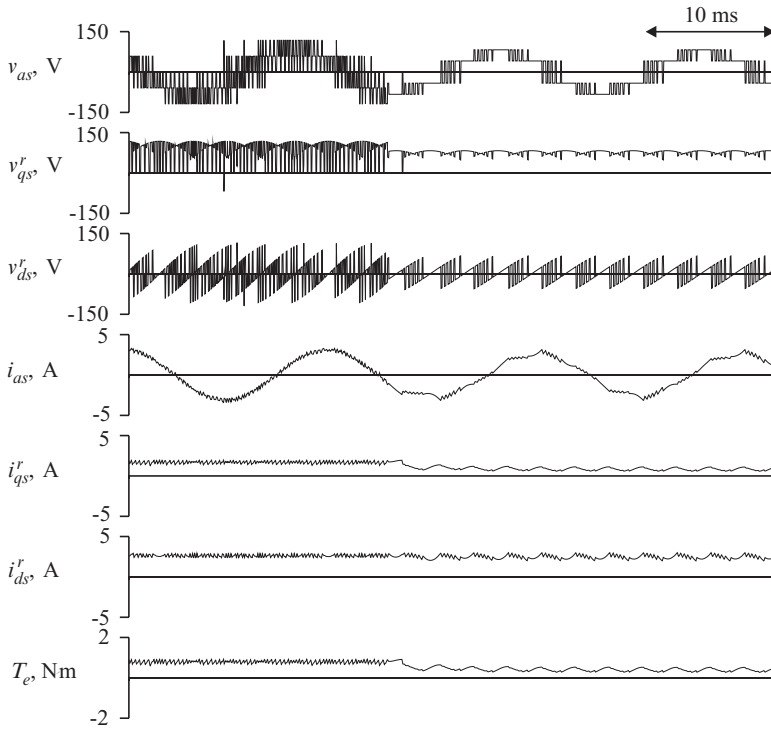 10 ms
150
v_as, V
-150
150
v^r_qs, V
-150
150
v^r_ds, V
-150
5
i_as, A
-5
5
i^r_qs, A
-5
5
i^r_ds, A
-5
2
T_e, Nm
-2